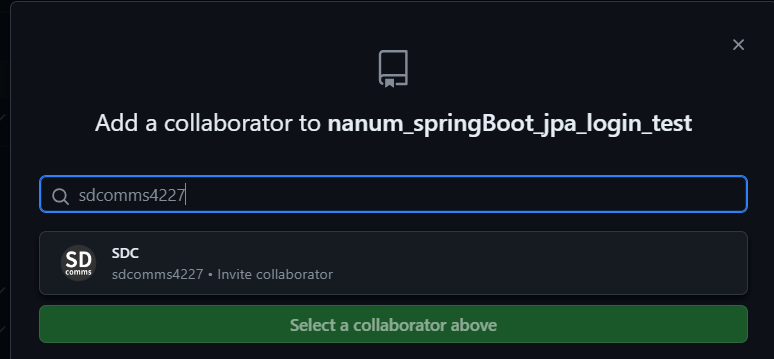 Add a collaborator to nanum_springBoot_jpa_login_test
sdcomms4227
SD
comms
SDC
sdcomms4227 • Invite collaborator
Select a collaborator above